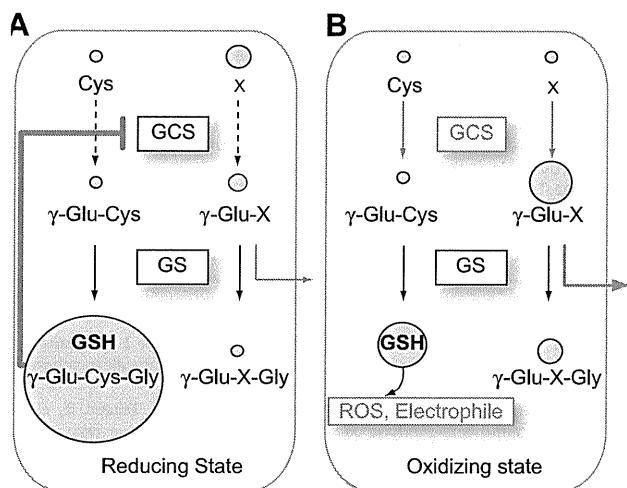 A
Cys
X
GCS
γ-Glu-Cys
γ-Glu-X
GS
GSH
γ-Glu-Cys-Gly
γ-Glu-X-Gly
Reducing State
B
Cys
X
GCS
γ-Glu-Cys
γ-Glu-X
GS
GSH
γ-Glu-X-Gly
ROS, Electrophile
Oxidizing state